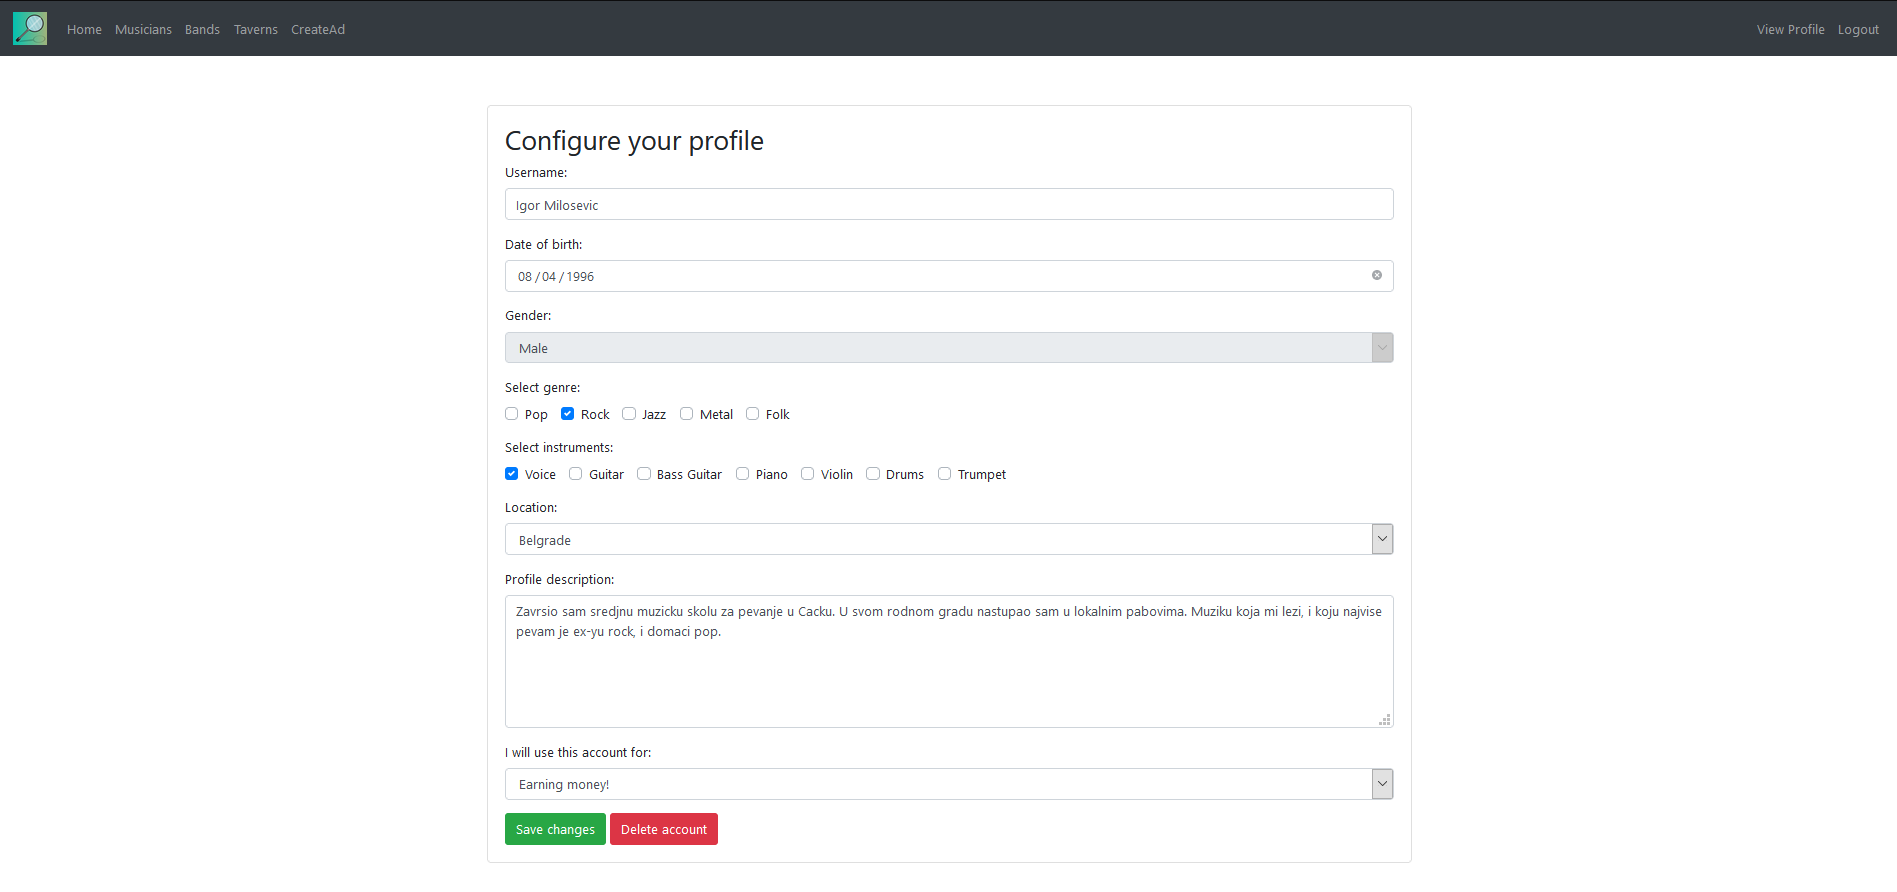 Home Musicians Bands Taverns CreateAd View Profile Logout
Configure your profile
Username:
Igor Milosevic
Date of birth:
08 / 04 / 1996
Gender:
Male
Select genre:
Pop Rock Jazz Metal Folk
Select instruments:
Voice Guitar Bass Guitar Piano Violin Drums Trumpet
Location:
Belgrade
Profile description:
Zavrsio sam sredjnu muzicku skolu za pevanje u Cacku. U svom rodnom gradu nastupao sam u lokalnim pabovima. Muziku koja mi lezi, i koju najvise
pevam je ex-yu rock, i domaci pop.
I will use this account for:
Earning money!
Save changes Delete account